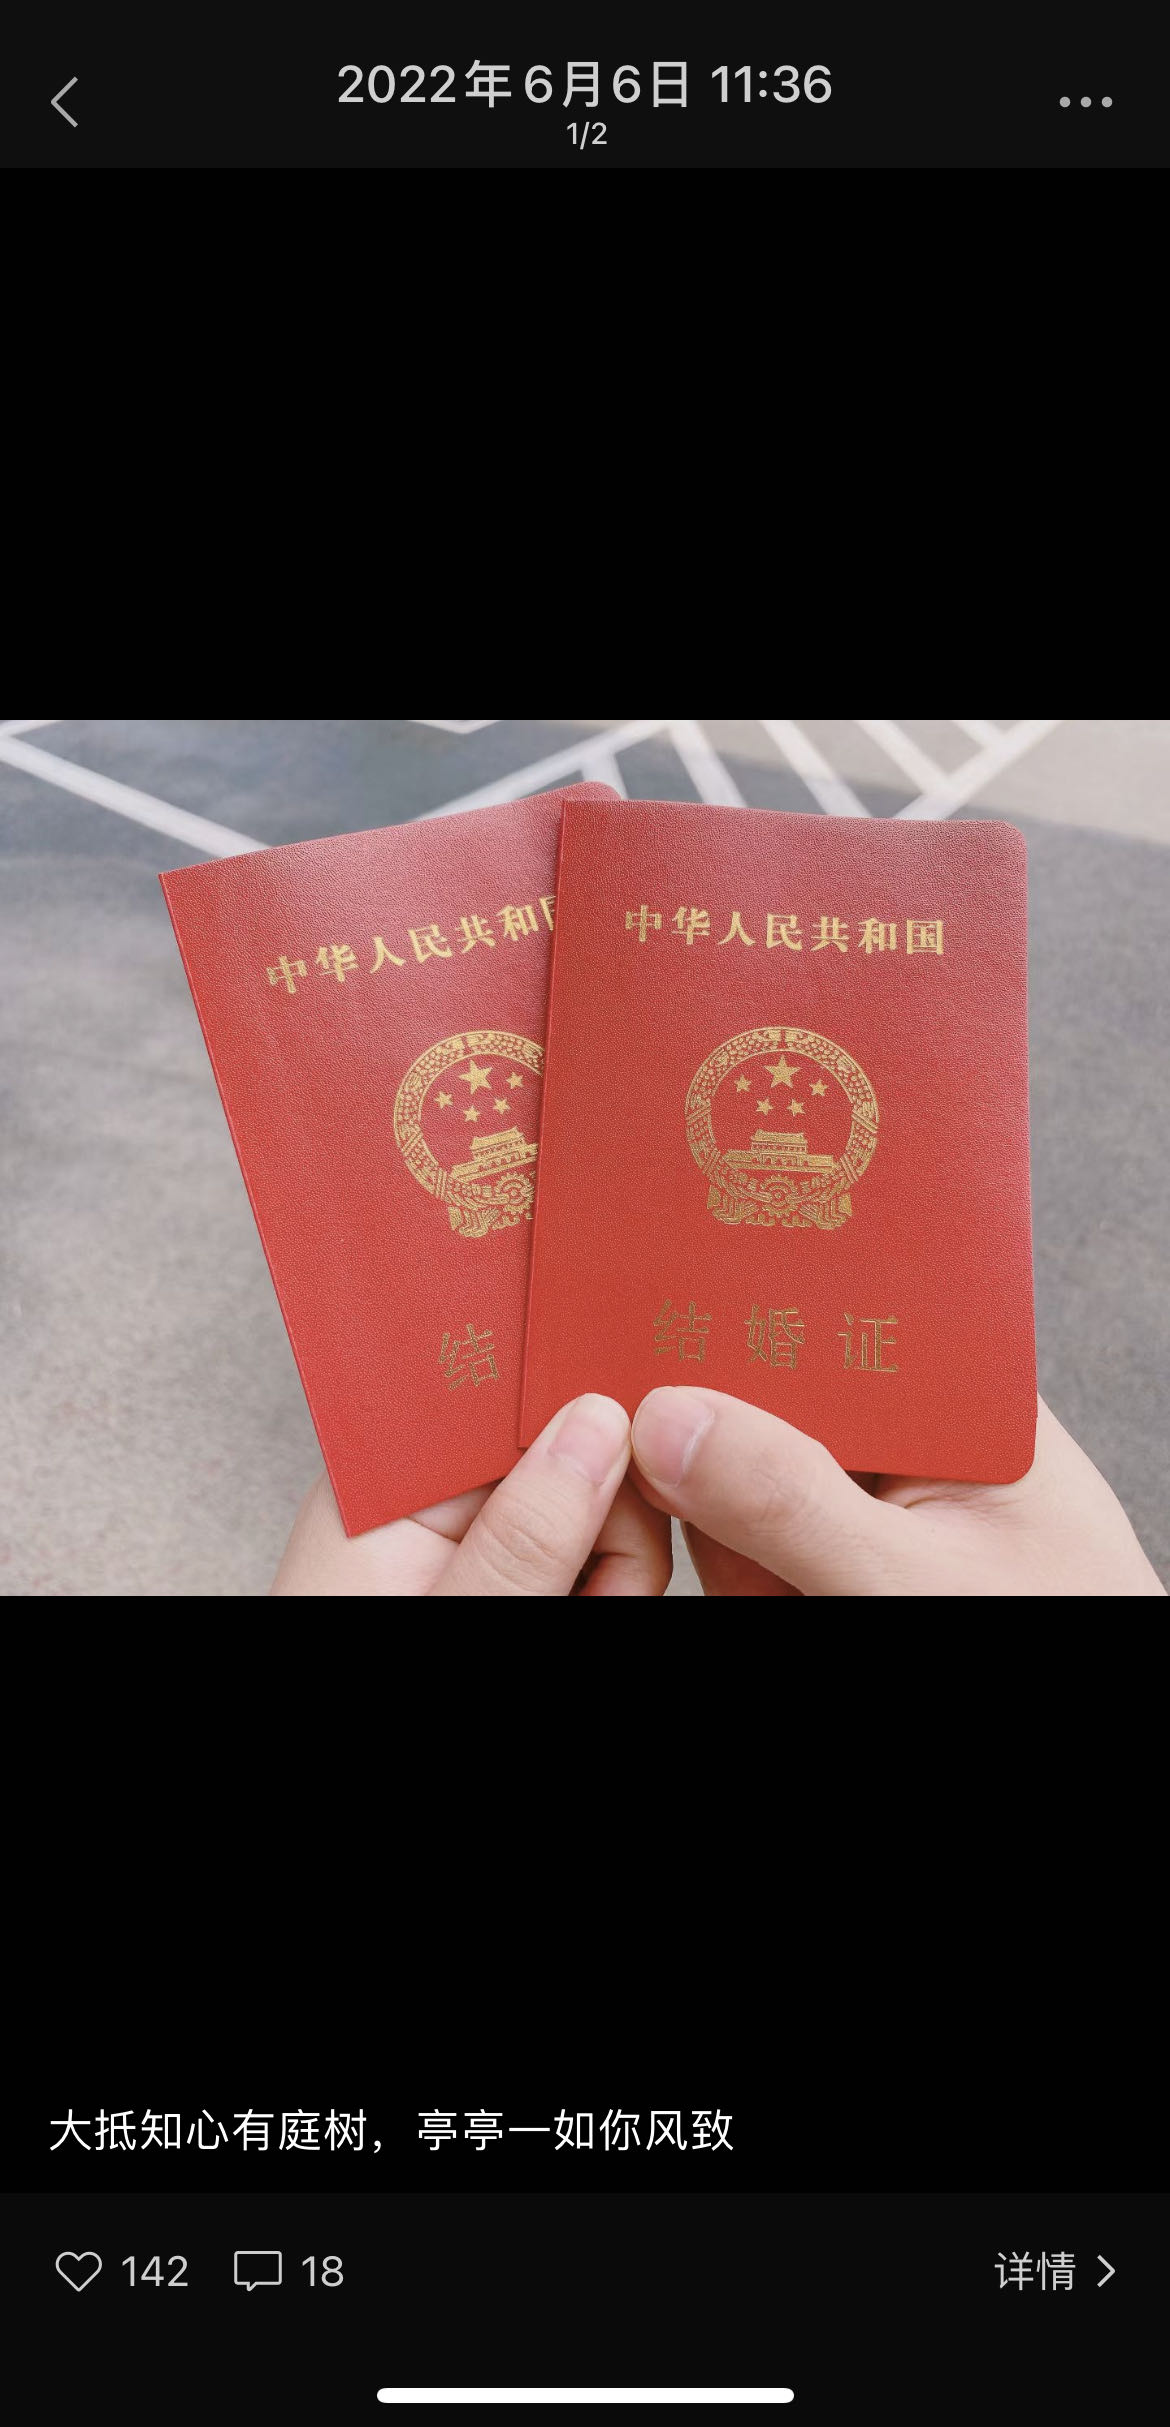 2022年6月6日 11:36
1/2
中华人民共和
中华人民共和国
结
结婚证
大抵知心有庭树，亭亭一如你风致
142
18
详情